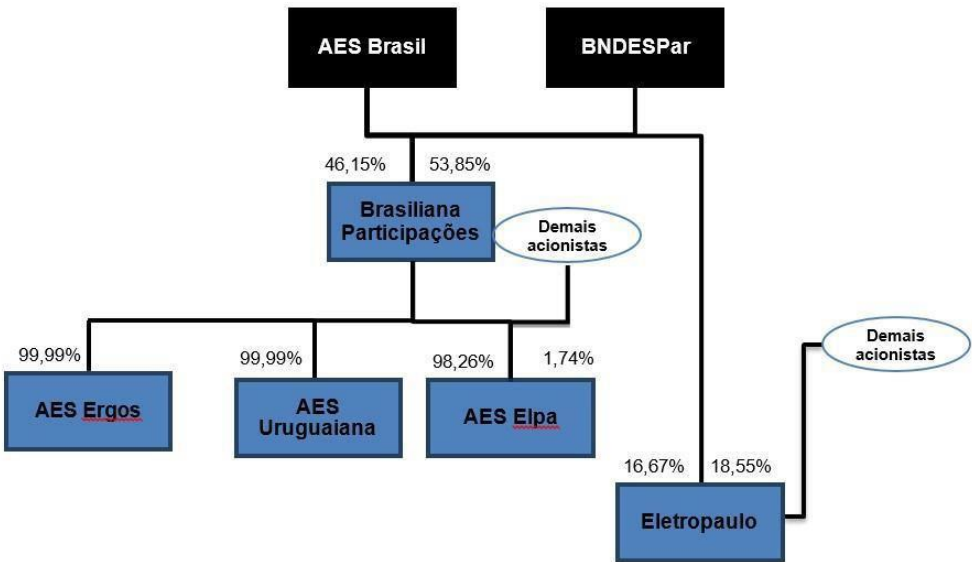 AES Brasil
BNDESPar
46,15%
53,85%
Brasiliana
Participações
Demais
acionistas
99,99%
99,99%
98,26%
1,74%
AES Ergos
AES
Uruguaiana
AES Elpa
Demais
acionistas
16,67%
18,55%
Eletropaulo